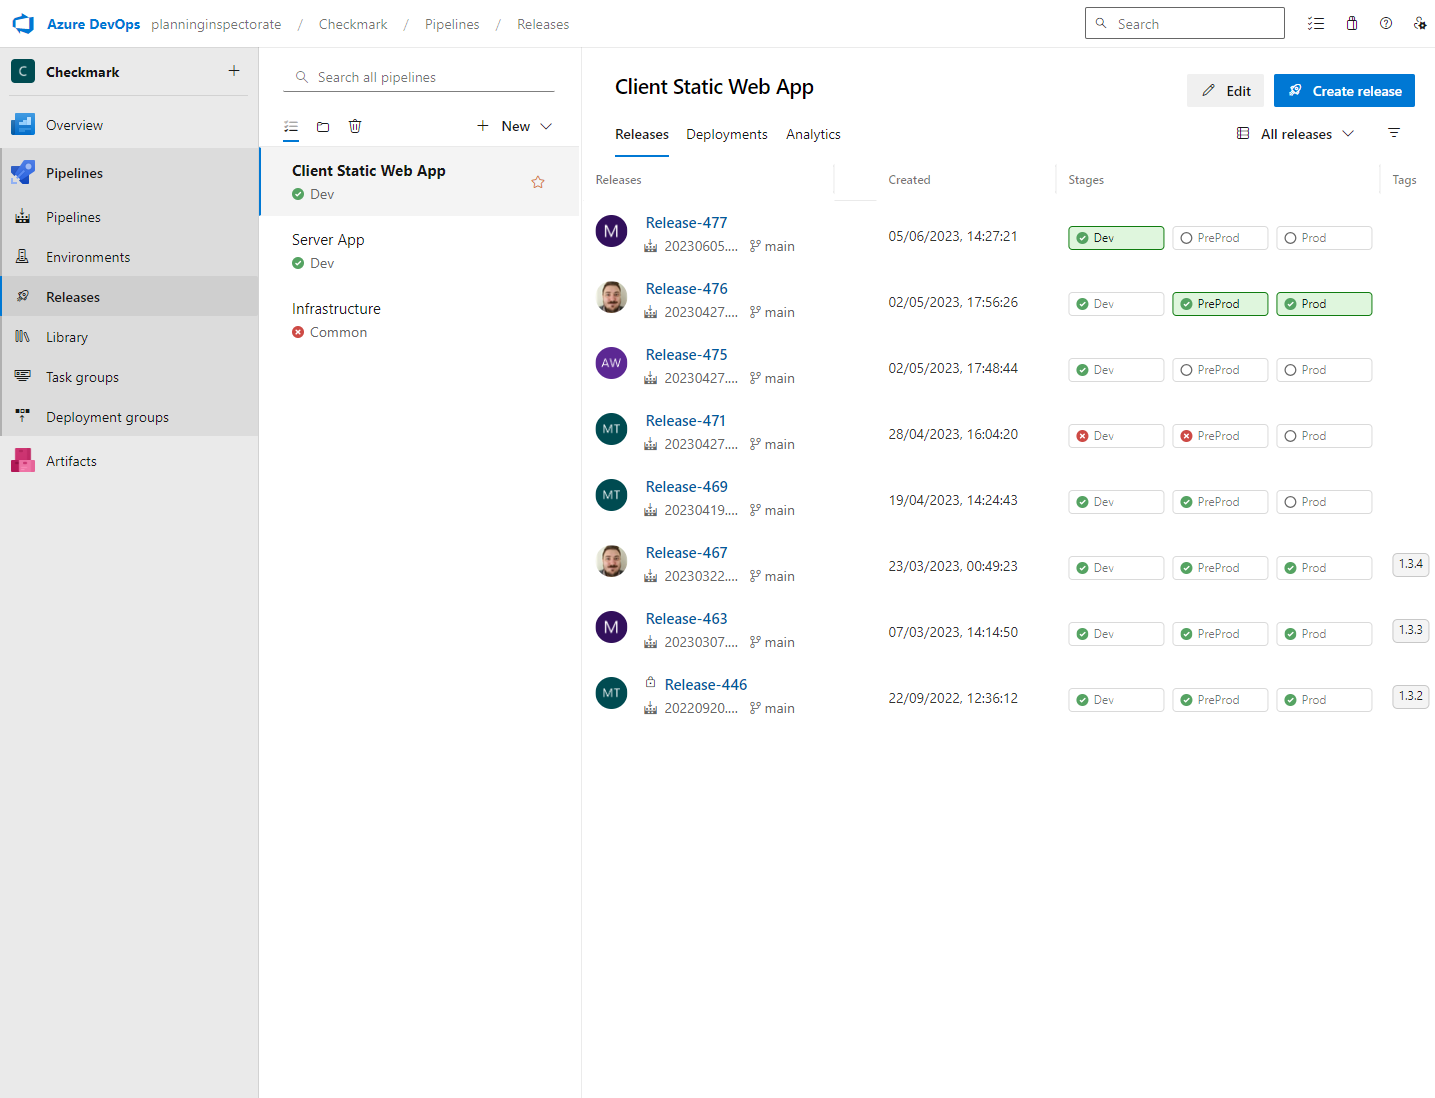 Azure DevOps planninginspectorate / Checkmark / Pipelines / Releases
Search
C Checkmark
Overview
Pipelines
Pipelines
Environments
Releases
Library
Task groups
Deployment groups
Artifacts
Search all pipelines
New
Client Static Web App
Dev
Server App
Dev
Infrastructure
Common
Client Static Web App
Edit
Create release
Releases Deployments Analytics
All releases
Releases Created Stages Tags
M Release-477
20230605.... main
05/06/2023, 14:27:21
Dev PreProd Prod
Release-476
20230427.... main
02/05/2023, 17:56:26
Dev PreProd Prod
AW Release-475
20230427.... main
02/05/2023, 17:48:44
Dev PreProd Prod
MT Release-471
20230427.... main
28/04/2023, 16:04:20
Dev PreProd Prod
MT Release-469
20230419.... main
19/04/2023, 14:24:43
Dev PreProd Prod
Release-467
20230322.... main
23/03/2023, 00:49:23
Dev PreProd Prod
1.3.4
M Release-463
20230307.... main
07/03/2023, 14:14:50
Dev PreProd Prod
1.3.3
MT Release-446
20220920.... main
22/09/2022, 12:36:12
Dev PreProd Prod
1.3.2